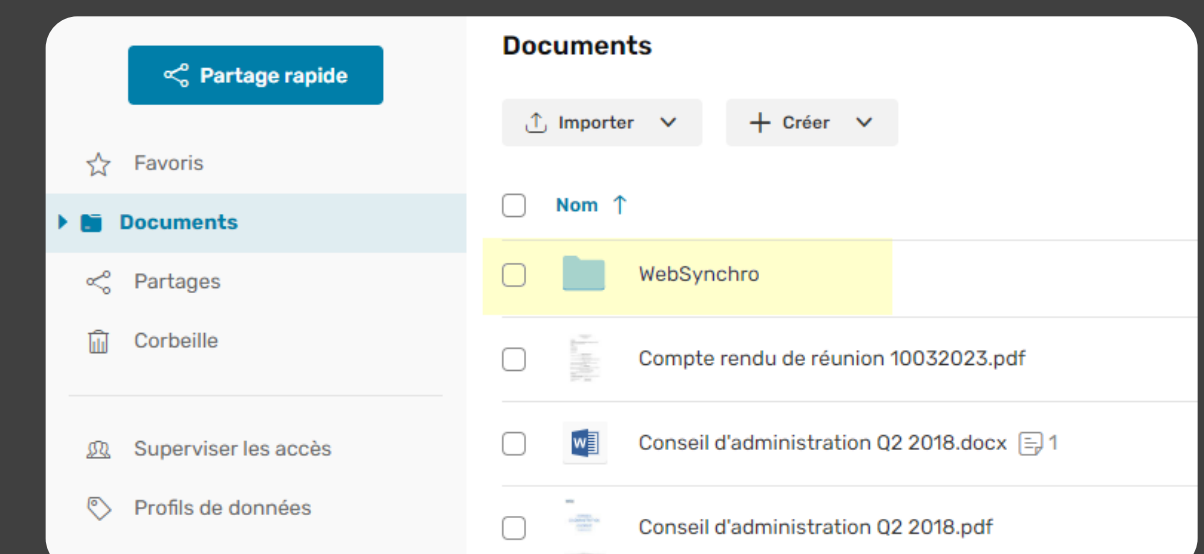 Partage rapide
Favoris
Documents
Partages
Corbeille
Superviser les accès
Profils de données
Documents
Importer
Créer
Nom
WebSynchro
Compte rendu de réunion 10032023.pdf
Conseil d'administration Q2 2018.docx 1
Conseil d'administration Q2 2018.pdf